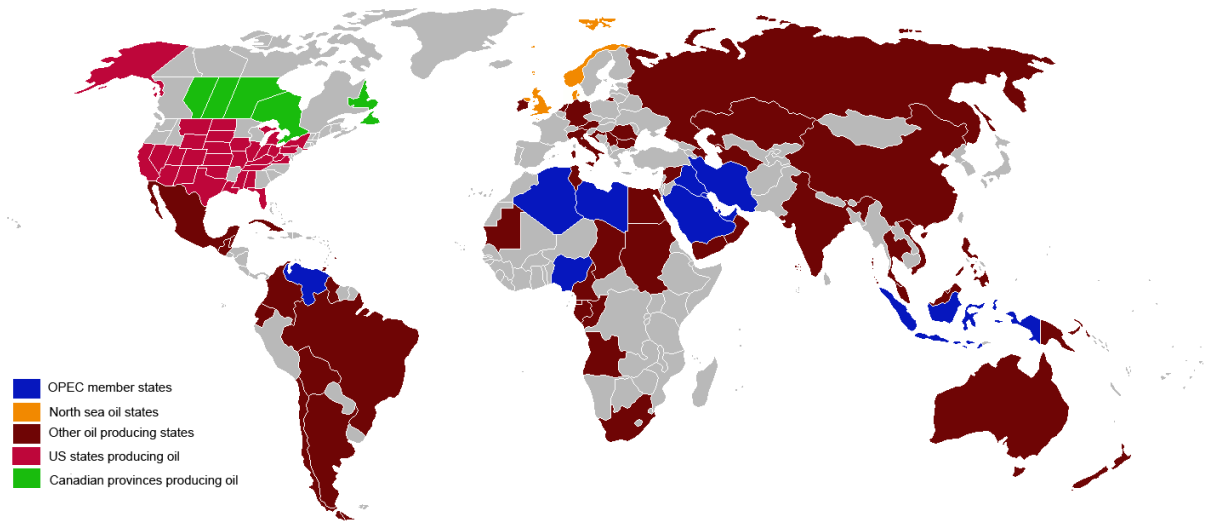 OPEC member states
North sea oil states
Other oil producing states
US states producing oil
Canadian provinces producing oil